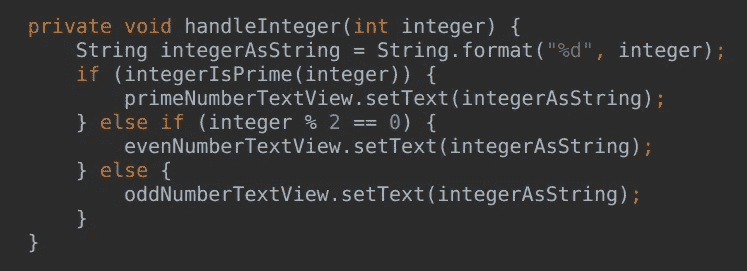 private void handleInteger(int integer) {
    String integerAsString = String.format("%d", integer);
    if (integerIsPrime(integer)) {
        primeNumberTextView.setText(integerAsString);
    } else if (integer % 2 == 0) {
        evenNumberTextView.setText(integerAsString);
    } else {
        oddNumberTextView.setText(integerAsString);
    }
}